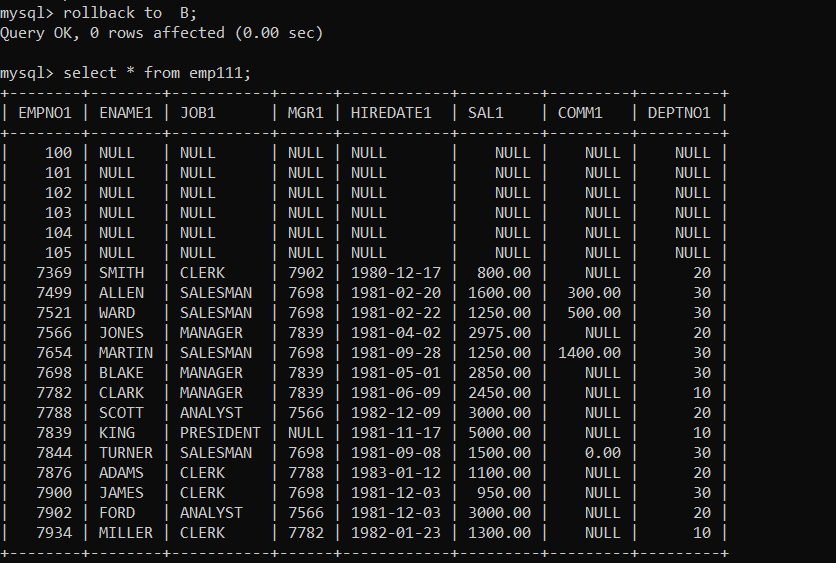 mysql> rollback to  B;
Query OK, 0 rows affected (0.00 sec)

mysql> select * from emp111;
+--------+--------+-----------+------+------------+---------+---------+---------+
| EMPNO1 | ENAME1 | JOB1      | MGR1 | HIREDATE1  | SAL1    | COMM1   | DEPTNO1 |
+--------+--------+-----------+------+------------+---------+---------+---------+
|    100 | NULL   | NULL      | NULL | NULL       |    NULL |    NULL |    NULL |
|    101 | NULL   | NULL      | NULL | NULL       |    NULL |    NULL |    NULL |
|    102 | NULL   | NULL      | NULL | NULL       |    NULL |    NULL |    NULL |
|    103 | NULL   | NULL      | NULL | NULL       |    NULL |    NULL |    NULL |
|    104 | NULL   | NULL      | NULL | NULL       |    NULL |    NULL |    NULL |
|    105 | NULL   | NULL      | NULL | NULL       |    NULL |    NULL |    NULL |
|   7369 | SMITH  | CLERK     | 7902 | 1980-12-17 |  800.00 |    NULL |      20 |
|   7499 | ALLEN  | SALESMAN  | 7698 | 1981-02-20 | 1600.00 |  300.00 |      30 |
|   7521 | WARD   | SALESMAN  | 7698 | 1981-02-22 | 1250.00 |  500.00 |      30 |
|   7566 | JONES  | MANAGER   | 7839 | 1981-04-02 | 2975.00 |    NULL |      20 |
|   7654 | MARTIN | SALESMAN  | 7698 | 1981-09-28 | 1250.00 | 1400.00 |      30 |
|   7698 | BLAKE  | MANAGER   | 7839 | 1981-05-01 | 2850.00 |    NULL |      30 |
|   7782 | CLARK  | MANAGER   | 7839 | 1981-06-09 | 2450.00 |    NULL |      10 |
|   7788 | SCOTT  | ANALYST   | 7566 | 1982-12-09 | 3000.00 |    NULL |      20 |
|   7839 | KING   | PRESIDENT | NULL | 1981-11-17 | 5000.00 |    NULL |      10 |
|   7844 | TURNER | SALESMAN  | 7698 | 1981-09-08 | 1500.00 |    0.00 |      30 |
|   7876 | ADAMS  | CLERK     | 7788 | 1983-01-12 | 1100.00 |    NULL |      20 |
|   7900 | JAMES  | CLERK     | 7698 | 1981-12-03 |  950.00 |    NULL |      30 |
|   7902 | FORD   | ANALYST   | 7566 | 1981-12-03 | 3000.00 |    NULL |      20 |
|   7934 | MILLER | CLERK     | 7782 | 1982-01-23 | 1300.00 |    NULL |      10 |
+--------+--------+-----------+------+------------+---------+---------+---------+